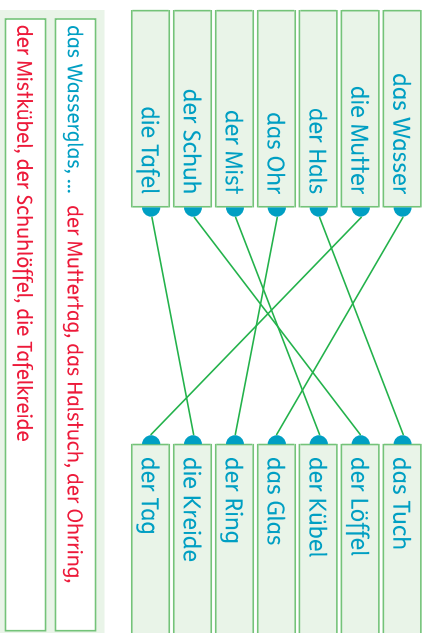 das Wasser
die Mutter
der Hals
das Ohr
der Mist
der Schuh
die Tafel
das Tuch
der Löffel
der Kübel
das Glas
der Ring
die Kreide
der Tag
das Wasserglas, ... der Muttertag, das Halstuch, der Ohrring,
der Mistkübel, der Schuhlöffel, die Tafelkreide